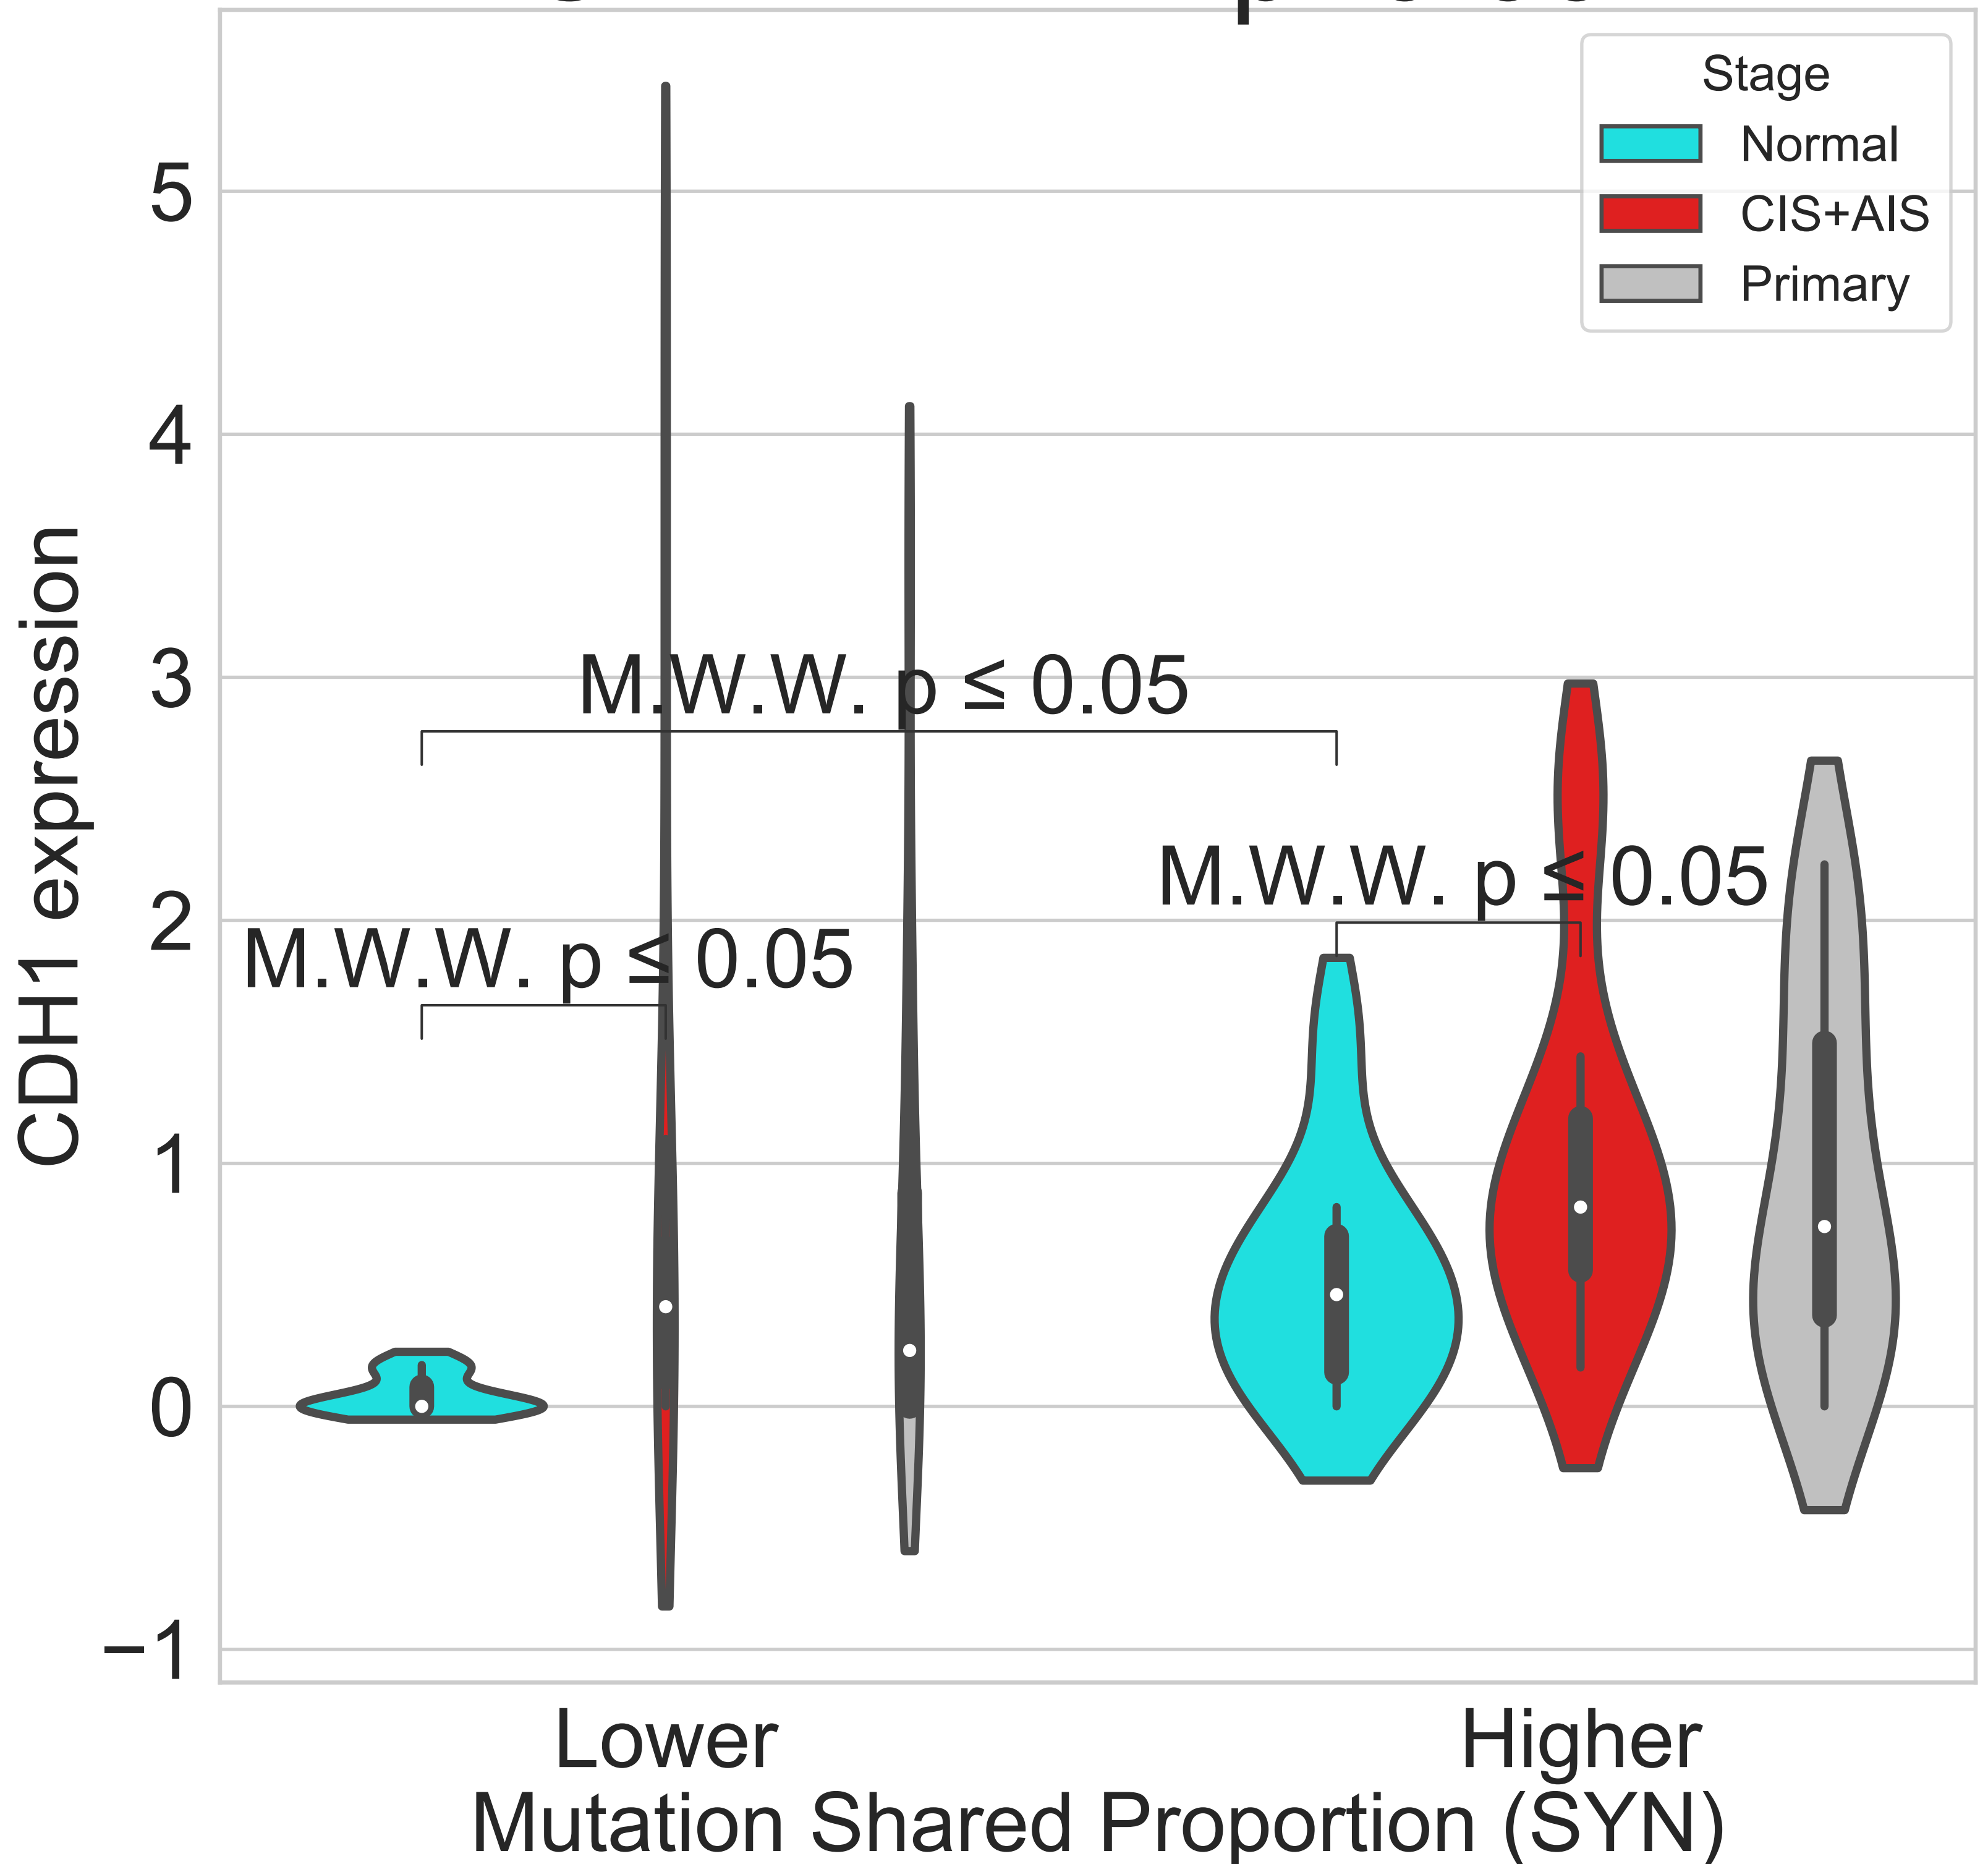 Stage
Normal
CIS+AIS
Primary
5
4
3
2
1
0
−1
CDH1 expression
M.W.W. p ≤ 0.05
M.W.W. p ≤ 0.05
M.W.W. p ≤ 0.05
Lower
Higher
Mutation Shared Proportion (SYN)